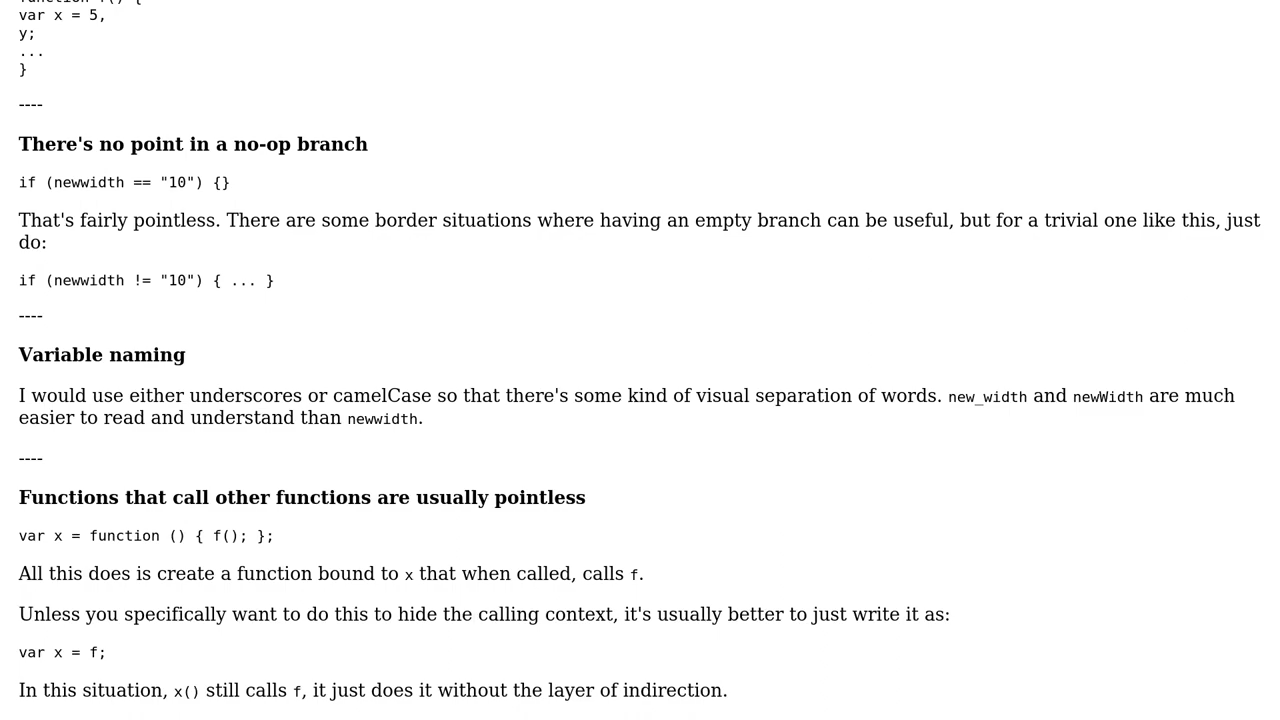 function f() {
var x = 5,
y;
...
}
----
There's no point in a no-op branch
if (newwidth == "10") {}
That's fairly pointless. There are some border situations where having an empty branch can be useful, but for a trivial one like this, just
do:
if (newwidth != "10") { ... }
----
Variable naming
I would use either underscores or camelCase so that there's some kind of visual separation of words. new_width and newWidth are much
easier to read and understand than newwidth.
----
Functions that call other functions are usually pointless
var x = function () { f(); };
All this does is create a function bound to x that when called, calls f.
Unless you specifically want to do this to hide the calling context, it's usually better to just write it as:
var x = f;
In this situation, x() still calls f, it just does it without the layer of indirection.